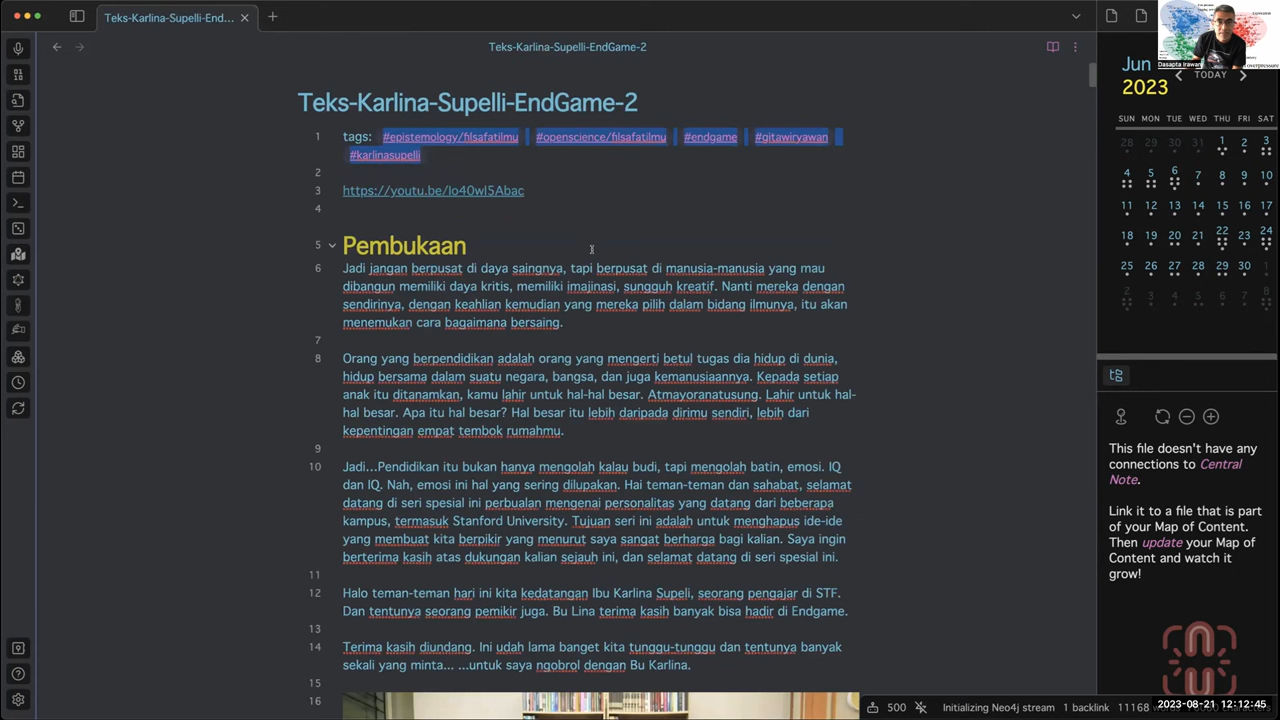 Teks-Karlina-Supelli-End...
Teks-Karlina-Supelli-EndGame-2
Dasapta Irawan
Jun
2023
TODAY
SUN MON TUE WED THU FRI SAT
28 29 30 31 1 2 3
4 5 6 7 8 9 10
11 12 13 14 15 16 17
18 19 20 21 22 23 24
25 26 27 28 29 30 1
2 3 4 5 6 7 8
Teks-Karlina-Supelli-EndGame-2
1 tags: #epistemology/filsafatilmu #openscience/filsafatilmu #endgame #gitawiryawan
#karlinasupelli
2
3 https://youtu.be/lo40wI5Abac
4
5 Pembukaan
6 Jadi jangan berpusat di daya saingnya, tapi berpusat di manusia-manusia yang mau
dibangun memiliki daya kritis, memiliki imajinasi, sungguh kreatif. Nanti mereka dengan
sendirinya, dengan keahlian kemudian yang mereka pilih dalam bidang ilmunya, itu akan
menemukan cara bagaimana bersaing.
7
8 Orang yang berpendidikan adalah orang yang mengerti betul tugas dia hidup di dunia,
hidup bersama dalam suatu negara, bangsa, dan juga kemanusiaannya. Kepada setiap
anak itu ditanamkan, kamu lahir untuk hal-hal besar. Atmayoranatusung. Lahir untuk hal-
hal besar. Apa itu hal besar? Hal besar itu lebih daripada dirimu sendiri, lebih dari
kepentingan empat tembok rumahmu.
9
10 Jadi...Pendidikan itu bukan hanya mengolah kalau budi, tapi mengolah batin, emosi. IQ
dan IQ. Nah, emosi ini hal yang sering dilupakan. Hai teman-teman dan sahabat, selamat
datang di seri spesial ini perbualan mengenai personalitas yang datang dari beberapa
kampus, termasuk Stanford University. Tujuan seri ini adalah untuk menghapus ide-ide
yang membuat kita berpikir yang menurut saya sangat berharga bagi kalian. Saya ingin
berterima kasih atas dukungan kalian sejauh ini, dan selamat datang di seri spesial ini.
11
12 Halo teman-teman hari ini kita kedatangan Ibu Karlina Supeli, seorang pengajar di STF.
Dan tentunya seorang pemikir juga. Bu Lina terima kasih banyak bisa hadir di Endgame.
13
14 Terima kasih diundang. Ini udah lama banget kita tunggu-tunggu dan tentunya banyak
sekali yang minta... ...untuk saya ngobrol dengan Bu Karlina.
15
16
This file doesn't have any
connections to Central
Note.
Link it to a file that is part
of your Map of Content.
Then update your Map
of Content and watch it
grow!
500 Initializing Neo4j stream 1 backlink 11168
2023-08-21 12:12:45